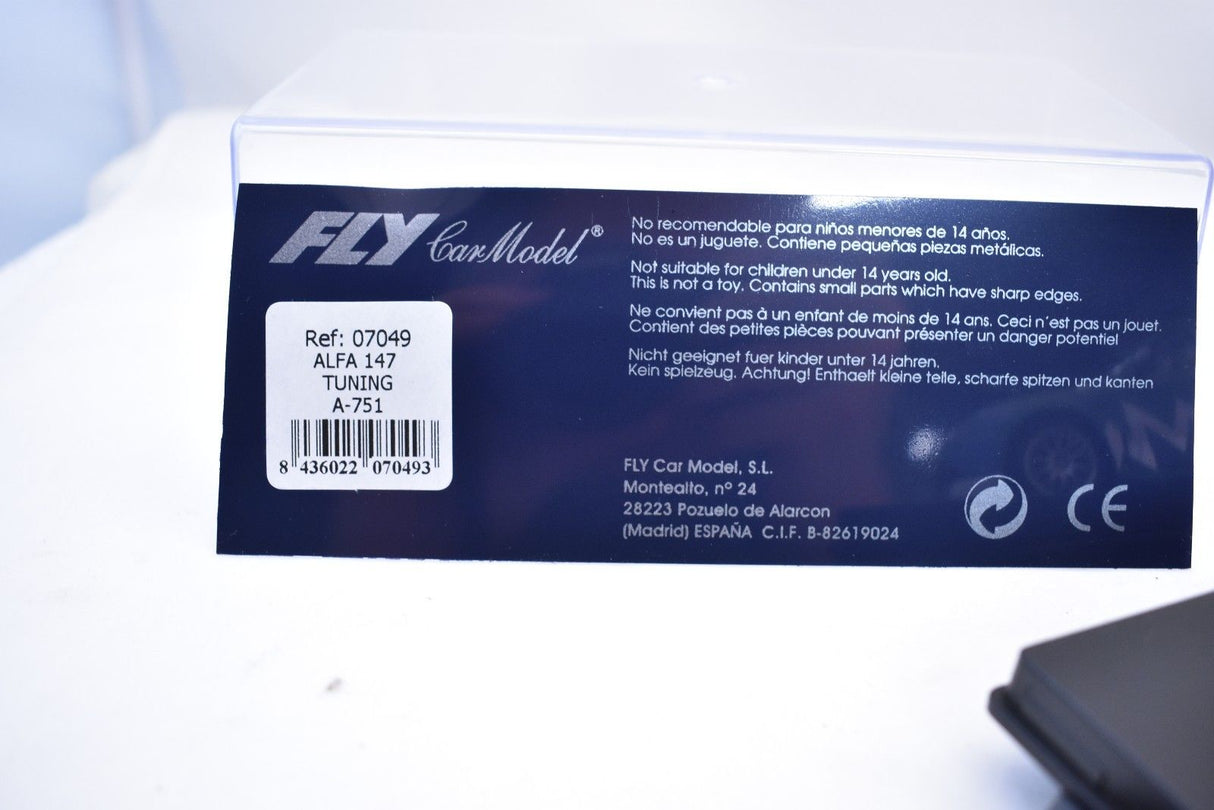 FLY Car Model®
Ref: 07049
ALFA 147
TUNING
A-751
8 436022 070493
No recomendable para niños menores de 14 años.
No es un juguete. Contiene pequeñas piezas metálicas.
Not suitable for children under 14 years old.
This is not a toy. Contains small parts which have sharp edges.
Ne convient pas à un enfant de moins de 14 ans. Ceci n'est pas un jouet.
Contient des petites plèces pouvant présenter un danger potentiel
Nicht geeignet fuer kinder unter 14 jahren.
Kein spielzeug. Achtung! Enthaelt kleine teile, scharfe spitzen und kanten
FLY Car Model, S.L.
Montealto, nº 24
28223 Pozuelo de Alarcon
(Madrid) ESPAÑA C.I.F. B-82619024
CE